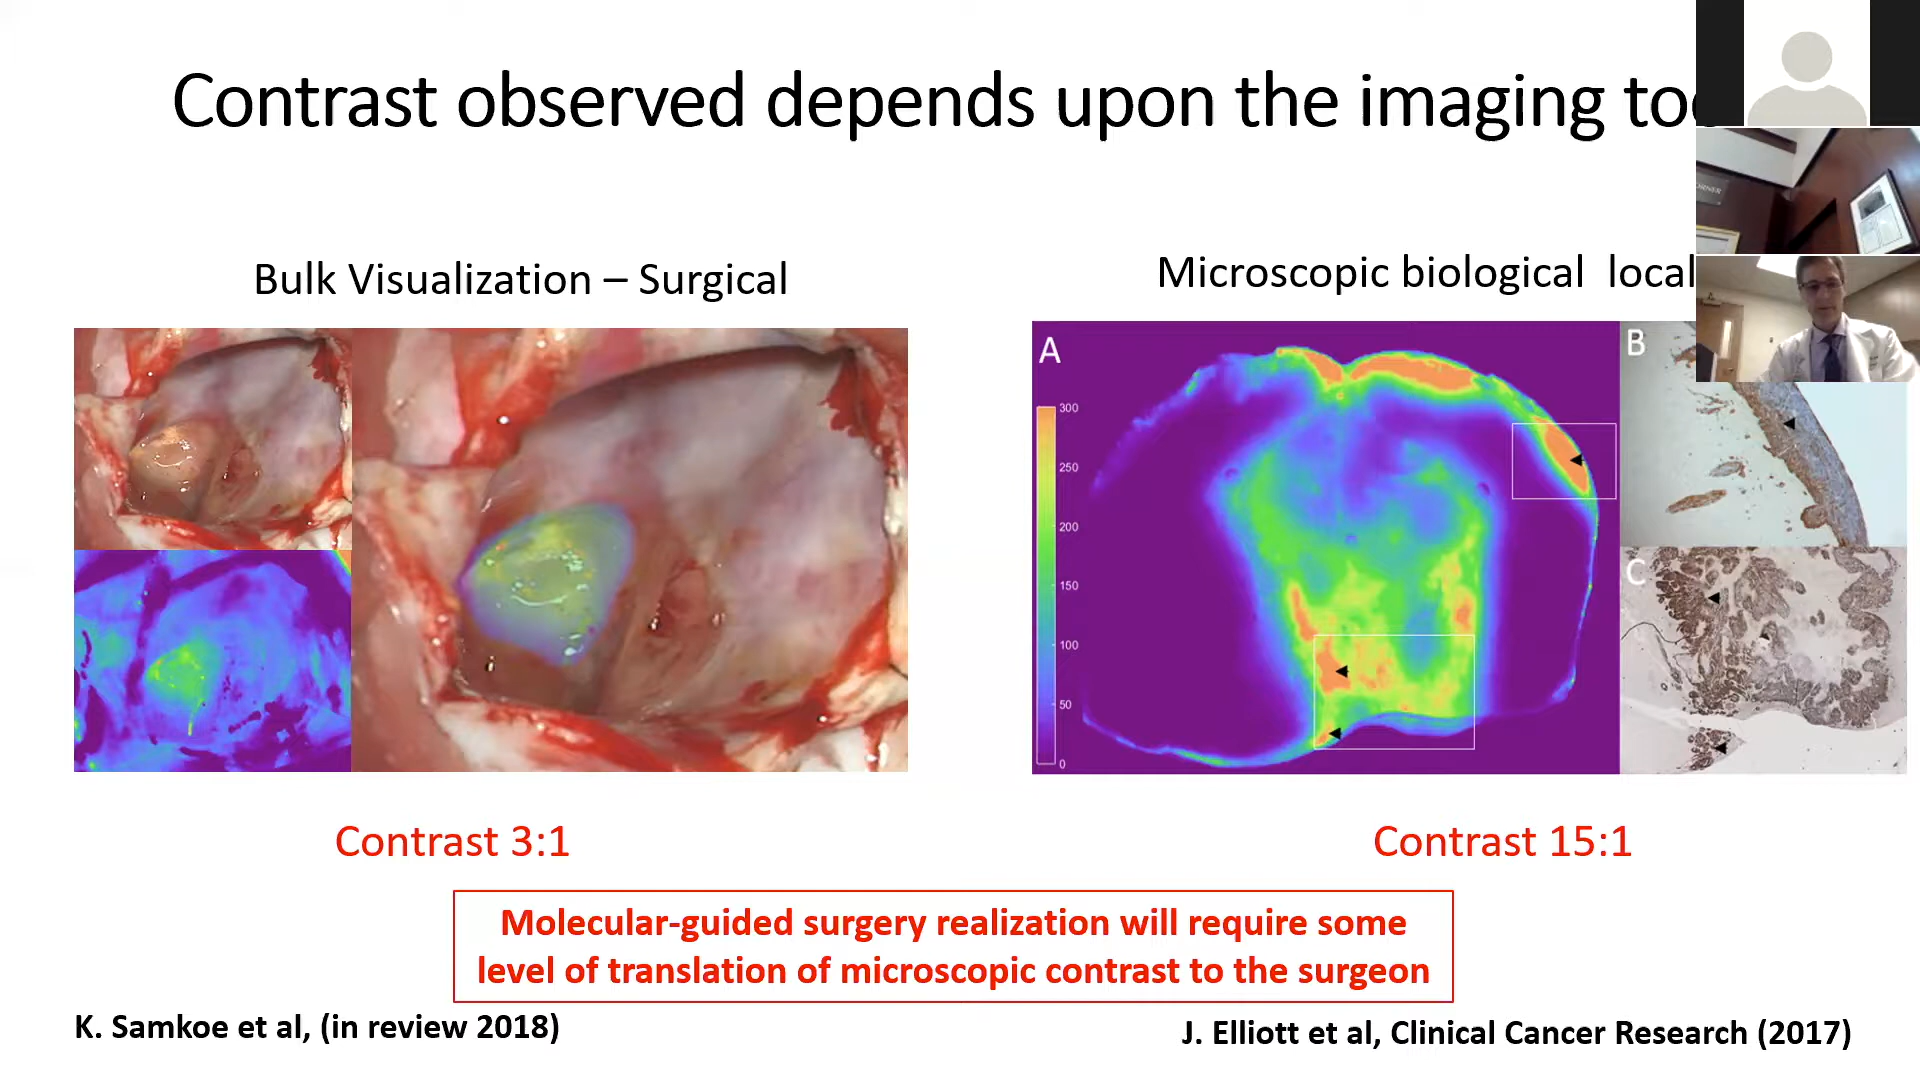 Contrast observed depends upon the imaging
Bulk Visualization – Surgical
Microscopic biological local
A
B
C
300
250
200
150
100
50
0
Contrast 3:1
Contrast 15:1
Molecular-guided surgery realization will require some
level of translation of microscopic contrast to the surgeon
K. Samkoe et al, (in review 2018)
J. Elliott et al, Clinical Cancer Research (2017)